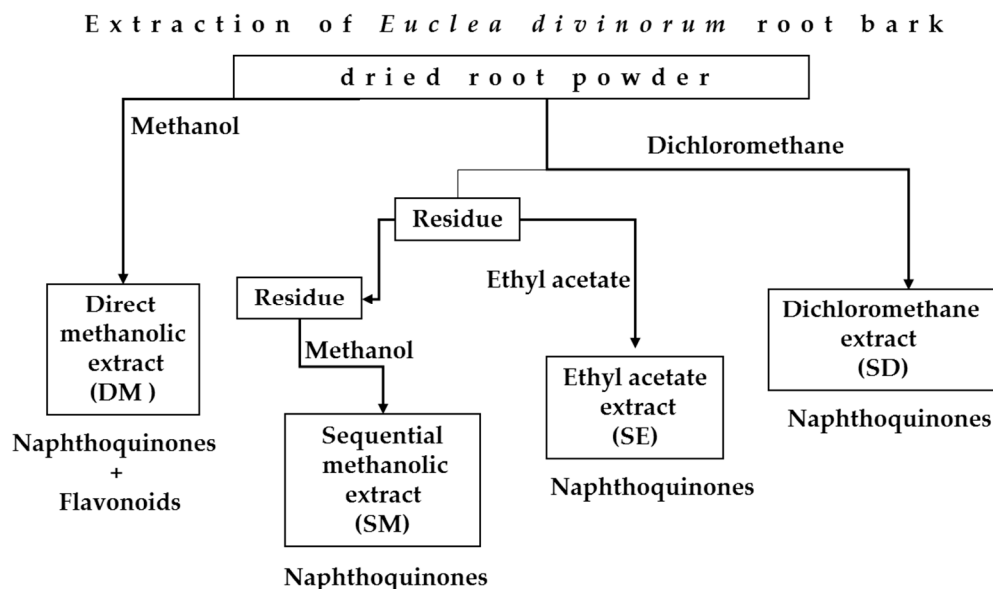 Extraction of Euclea divinorum root bark
dried root powder
Methanol
Dichloromethane
Residue
Ethyl acetate
Residue
Direct
methanolic
extract
(DM )
Methanol
Dichloromethane
extract
(SD)
Ethyl acetate
extract
(SE)
Naphthoquinones
Naphthoquinones
+
Flavonoids
Sequential
methanolic
extract
(SM)
Naphthoquinones
Naphthoquinones